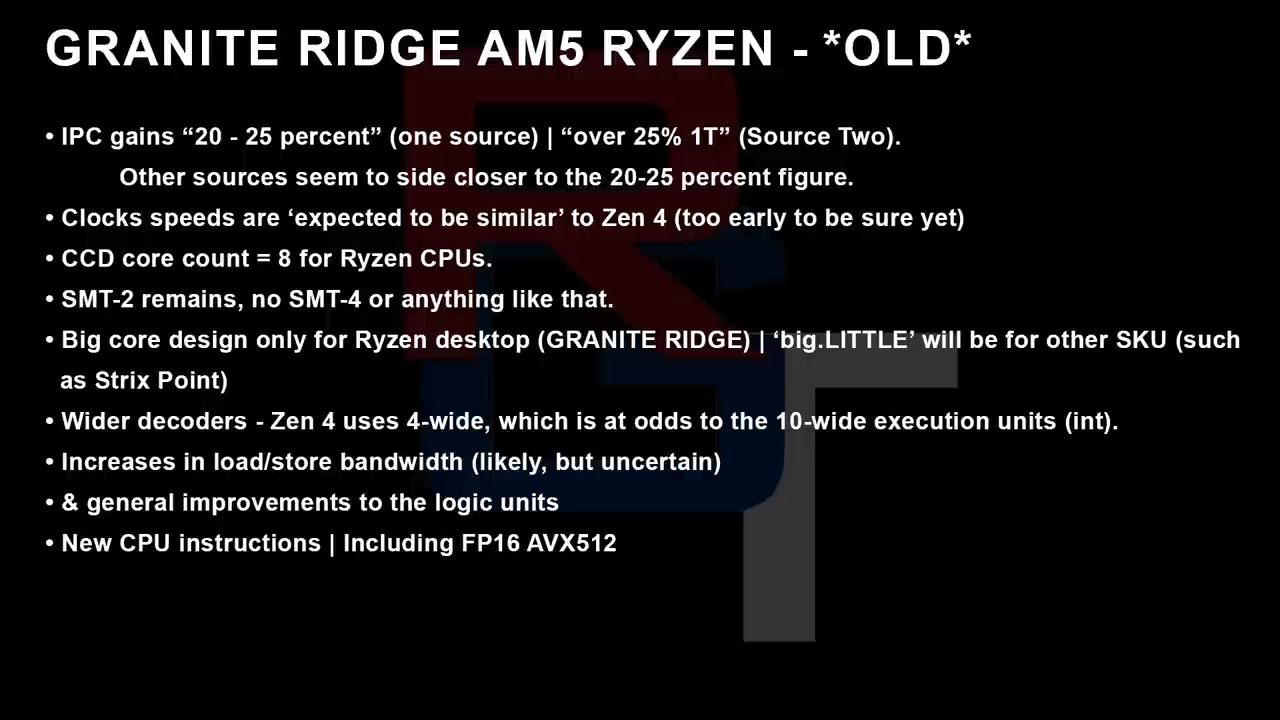 GRANITE RIDGE AM5 RYZEN - *OLD*
• IPC gains “20 - 25 percent” (one source) | “over 25% 1T” (Source Two).
Other sources seem to side closer to the 20-25 percent figure.
• Clocks speeds are ‘expected to be similar’ to Zen 4 (too early to be sure yet)
• CCD core count = 8 for Ryzen CPUs.
• SMT-2 remains, no SMT-4 or anything like that.
• Big core design only for Ryzen desktop (GRANITE RIDGE) | ‘big.LITTLE’ will be for other SKU (such
as Strix Point)
• Wider decoders - Zen 4 uses 4-wide, which is at odds to the 10-wide execution units (int).
• Increases in load/store bandwidth (likely, but uncertain)
• & general improvements to the logic units
• New CPU instructions | Including FP16 AVX512
RGT